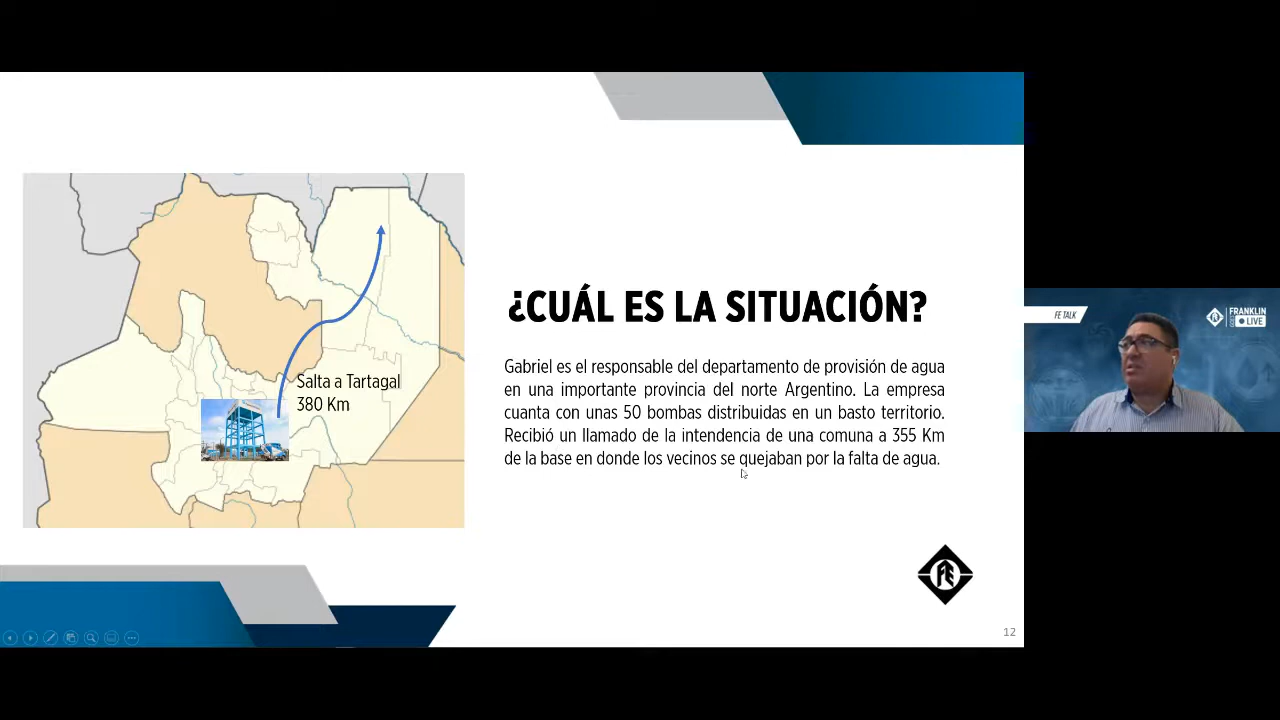 ¿CUÁL ES LA SITUACIÓN?
Gabriel es el responsable del departamento de provisión de agua
en una importante provincia del norte Argentino. La empresa
cuanta con unas 50 bombas distribuidas en un basto territorio.
Recibió un llamado de la intendencia de una comuna a 355 Km
de la base en donde los vecinos se quejaban por la falta de agua.
Salta a Tartagal
380 Km
FE
12
FE TALK
FRANKLIN
LIVE